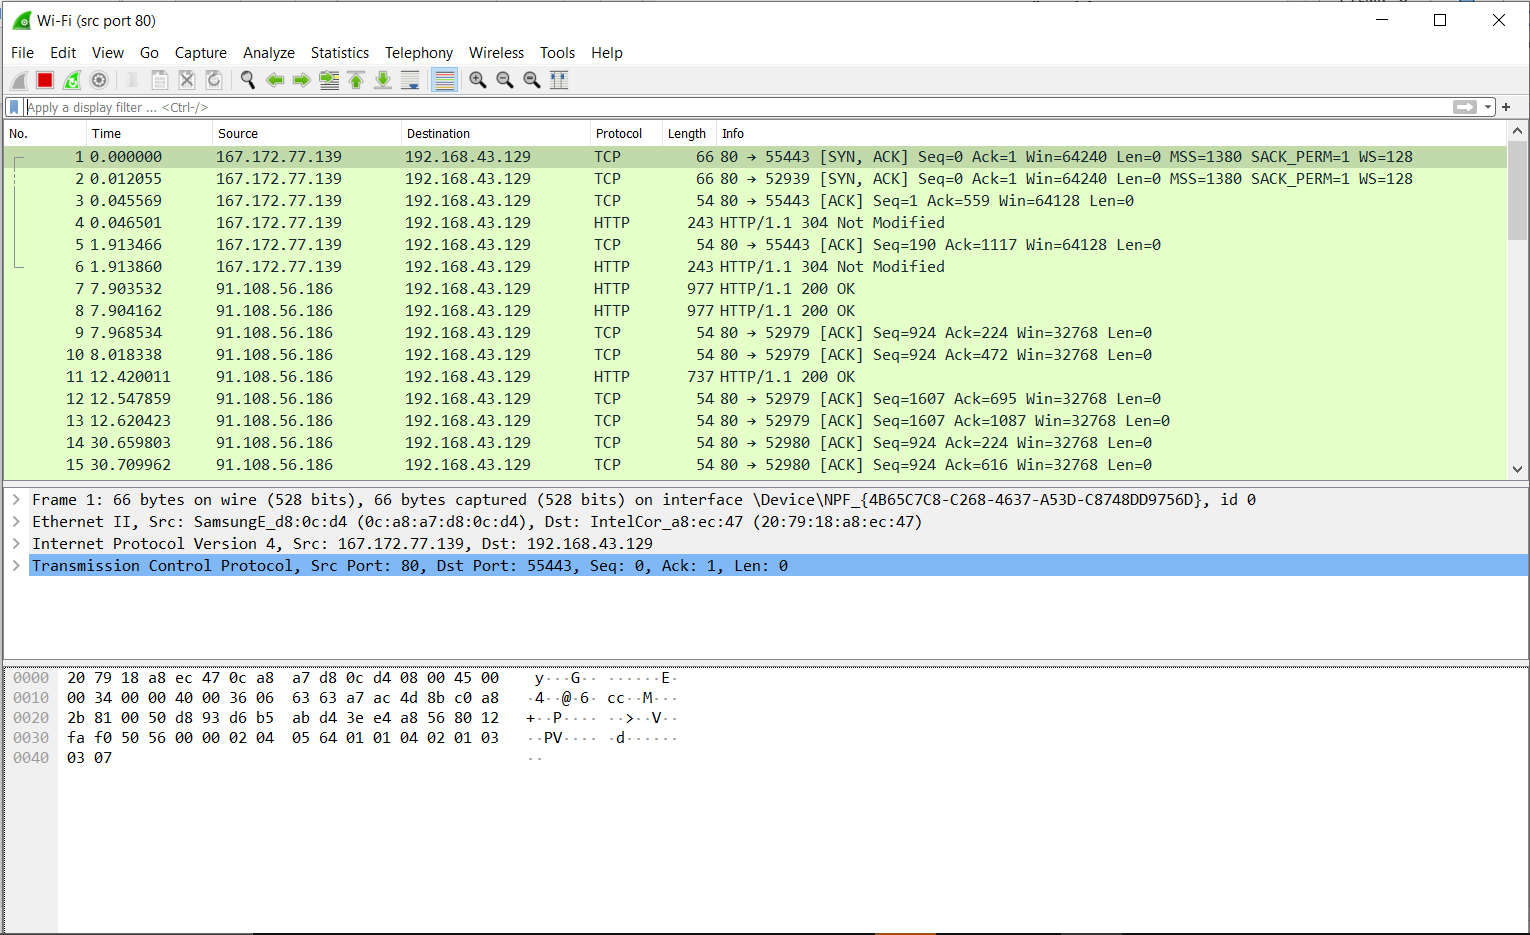 Wi-Fi (src port 80)
File Edit View Go Capture Analyze Statistics Telephony Wireless Tools Help
Apply a display filter ... <Ctrl-/>
No. Time Source Destination Protocol Length Info
1 0.000000 167.172.77.139 192.168.43.129 TCP 66 80 → 55443 [SYN, ACK] Seq=0 Ack=1 Win=64240 Len=0 MSS=1380 SACK_PERM=1 WS=128
2 0.012055 167.172.77.139 192.168.43.129 TCP 66 80 → 52939 [SYN, ACK] Seq=0 Ack=1 Win=64240 Len=0 MSS=1380 SACK_PERM=1 WS=128
3 0.045569 167.172.77.139 192.168.43.129 TCP 54 80 → 55443 [ACK] Seq=1 Ack=559 Win=64128 Len=0
4 0.046501 167.172.77.139 192.168.43.129 HTTP 243 HTTP/1.1 304 Not Modified
5 1.913466 167.172.77.139 192.168.43.129 TCP 54 80 → 55443 [ACK] Seq=190 Ack=1117 Win=64128 Len=0
6 1.913860 167.172.77.139 192.168.43.129 HTTP 243 HTTP/1.1 304 Not Modified
7 7.903532 91.108.56.186 192.168.43.129 HTTP 977 HTTP/1.1 200 OK
8 7.904162 91.108.56.186 192.168.43.129 HTTP 977 HTTP/1.1 200 OK
9 7.968534 91.108.56.186 192.168.43.129 TCP 54 80 → 52979 [ACK] Seq=924 Ack=224 Win=32768 Len=0
10 8.018338 91.108.56.186 192.168.43.129 TCP 54 80 → 52979 [ACK] Seq=924 Ack=472 Win=32768 Len=0
11 12.420011 91.108.56.186 192.168.43.129 HTTP 737 HTTP/1.1 200 OK
12 12.547859 91.108.56.186 192.168.43.129 TCP 54 80 → 52979 [ACK] Seq=1607 Ack=695 Win=32768 Len=0
13 12.620423 91.108.56.186 192.168.43.129 TCP 54 80 → 52979 [ACK] Seq=1607 Ack=1087 Win=32768 Len=0
14 30.659803 91.108.56.186 192.168.43.129 TCP 54 80 → 52980 [ACK] Seq=924 Ack=224 Win=32768 Len=0
15 30.709962 91.108.56.186 192.168.43.129 TCP 54 80 → 52980 [ACK] Seq=924 Ack=616 Win=32768 Len=0
Frame 1: 66 bytes on wire (528 bits), 66 bytes captured (528 bits) on interface \Device\NPF_{4B65C7C8-C268-4637-A53D-C8748DD9756D}, id 0
Ethernet II, Src: SamsungE_d8:0c:d4 (0c:a8:a7:d8:0c:d4), Dst: IntelCor_a8:ec:47 (20:79:18:a8:ec:47)
Internet Protocol Version 4, Src: 167.172.77.139, Dst: 192.168.43.129
Transmission Control Protocol, Src Port: 80, Dst Port: 55443, Seq: 0, Ack: 1, Len: 0
0000 20 79 18 a8 ec 47 0c a8 a7 d8 0c d4 08 00 45 00 ·y···G·· ······E·
0010 00 34 00 00 40 00 36 06 63 63 a7 ac 4d 8b c0 a8 ·4··@·6· cc··M···
0020 2b 81 00 50 d8 93 d6 b5 ab d4 3e e4 a8 56 80 12 +··P···· ··>··V··
0030 fa f0 50 56 00 00 02 04 05 64 01 01 04 02 01 03 ··PV···· ·d······
0040 03 07 ··